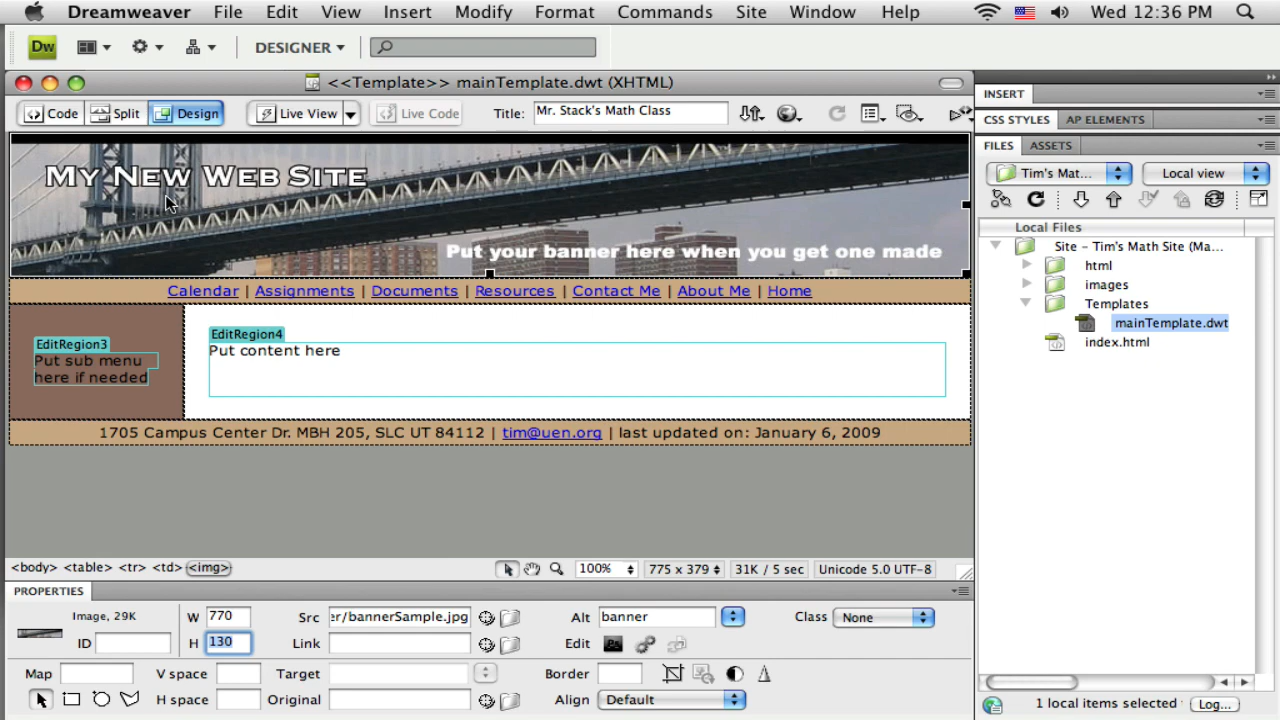 Dreamweaver File Edit View Insert Modify Format Commands Site Window Help Wed 12:36 PM
Dw DESIGNER
<<Template>> mainTemplate.dwt (XHTML)
Code Split Design Live View Live Code Title: Mr. Stack's Math Class
My New Web Site
Put your banner here when you get one made
Calendar | Assignments | Documents | Resources | Contact Me | About Me | Home
EditRegion3
Put sub menu
here if needed
EditRegion4
Put content here
1705 Campus Center Dr. MBH 205, SLC UT 84112 | tim@uen.org | last updated on: January 6, 2009
<body> <table> <tr> <td> <img> 100% 775 x 379 31K / 5 sec Unicode 5.0 UTF-8
PROPERTIES
Image, 29K W 770 Src er/bannerSample.jpg Alt banner Class None
ID H 130 Link Edit Ps
Map V space Target Border
H space Original Align Default
INSERT
CSS STYLES AP ELEMENTS
FILES ASSETS
Tim's Mat... Local view
Local Files
Site - Tim's Math Site (Ma...
html
images
Templates
mainTemplate.dwt
index.html
1 local items selected Log...